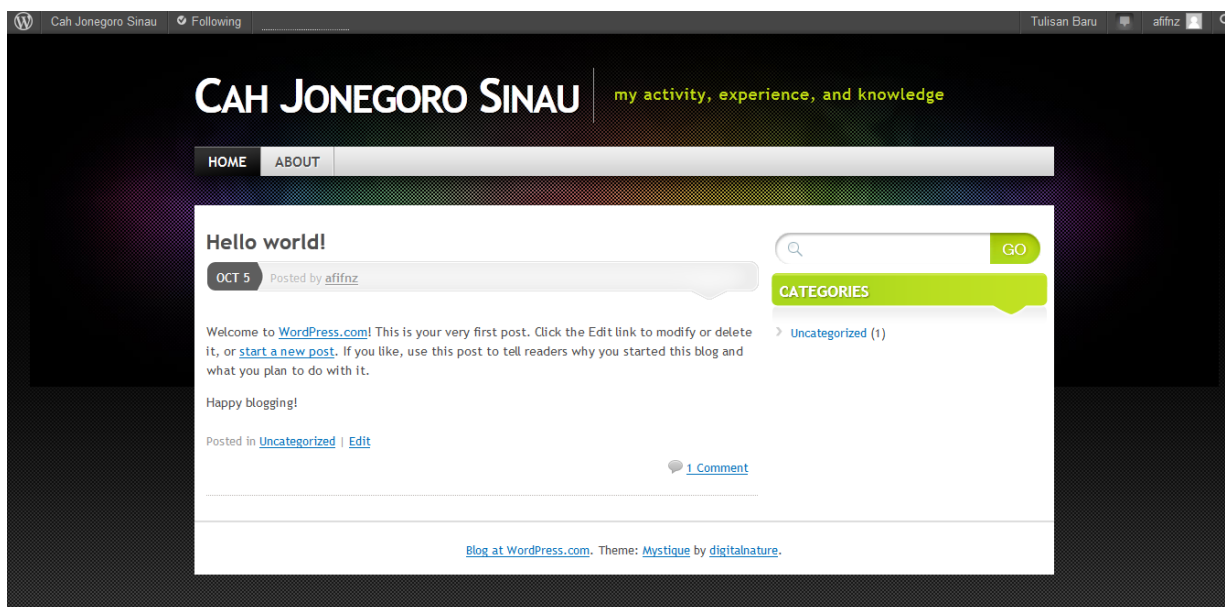 Cah Jonegoro Sinau Following Tulisan Baru afifnz
CAH JONEGORO SINAU my activity, experience, and knowledge
HOME ABOUT
Hello world!
OCT 5 Posted by afifnz
Welcome to WordPress.com! This is your very first post. Click the Edit link to modify or delete
it, or start a new post. If you like, use this post to tell readers why you started this blog and
what you plan to do with it.
Happy blogging!
Posted in Uncategorized | Edit
1 Comment
GO
CATEGORIES
Uncategorized (1)
Blog at WordPress.com. Theme: Mystique by digitalnature.